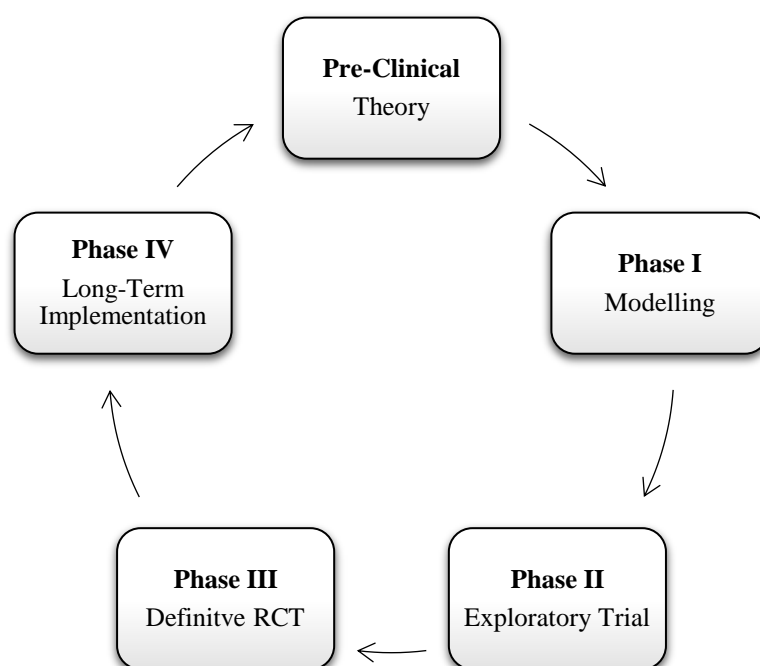 Pre-Clinical
Theory
Phase I
Modelling
Phase II
Exploratory Trial
Phase III
Definitve RCT
Phase IV
Long-Term
Implementation